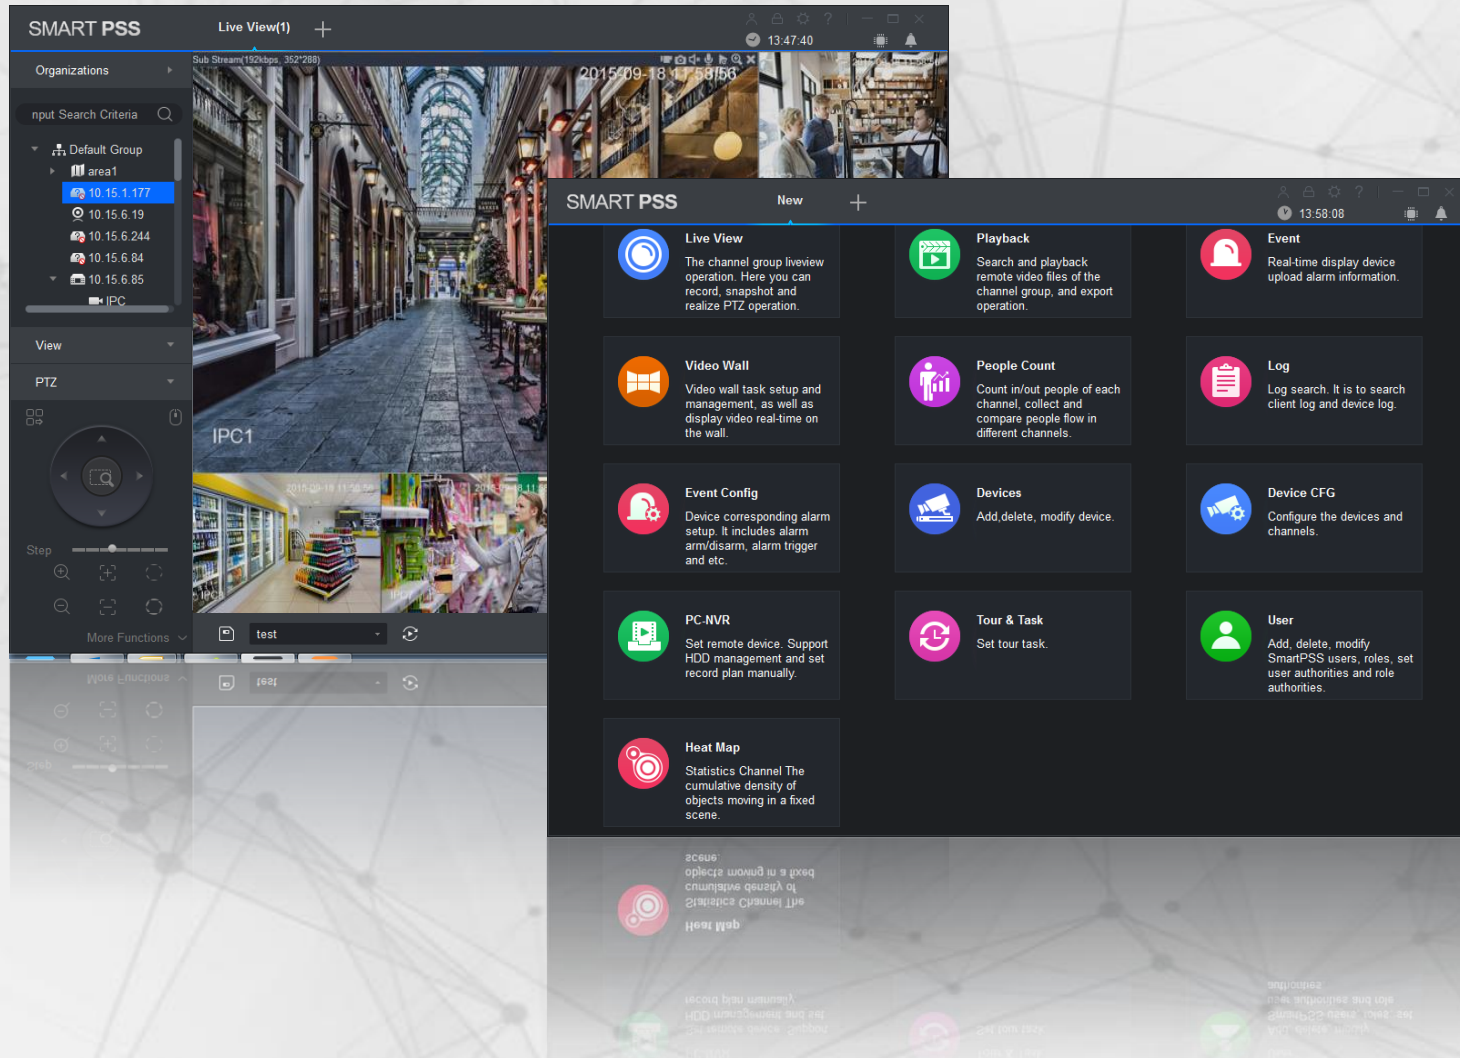 SMART PSS
Live View(1)
13:47:40
Organizations
nput Search Criteria
Default Group
area1
10.15.1.177
10.15.6.19
10.15.6.244
10.15.6.84
10.15.6.85
IPC
View
PTZ
Step
More Functions
Sub Stream(192kbps, 352*288)
2015-09-18 11:58:56
IPC1
2015-09-18 11:58:56
test
SMART PSS
New
13:58:08
Live View
The channel group liveview
operation. Here you can
record, snapshot and
realize PTZ operation.
Playback
Search and playback
remote video files of the
channel group, and export
operation.
Event
Real-time display device
upload alarm information.
Video Wall
Video wall task setup and
management, as well as
display video real-time on
the wall.
People Count
Count in/out people of each
channel, collect and
compare people flow in
different channels.
Log
Log search. It is to search
client log and device log.
Event Config
Device corresponding alarm
setup. It includes alarm
arm/disarm, alarm trigger
and etc.
Devices
Add,delete, modify device.
Device CFG
Configure the devices and
channels.
PC-NVR
Set remote device. Support
HDD management and set
record plan manually.
Tour & Task
Set tour task.
User
Add, delete, modify
SmartPSS users, roles, set
user authorities and role
authorities.
Heat Map
Statistics Channel The
cumulative density of
objects moving in a fixed
scene.